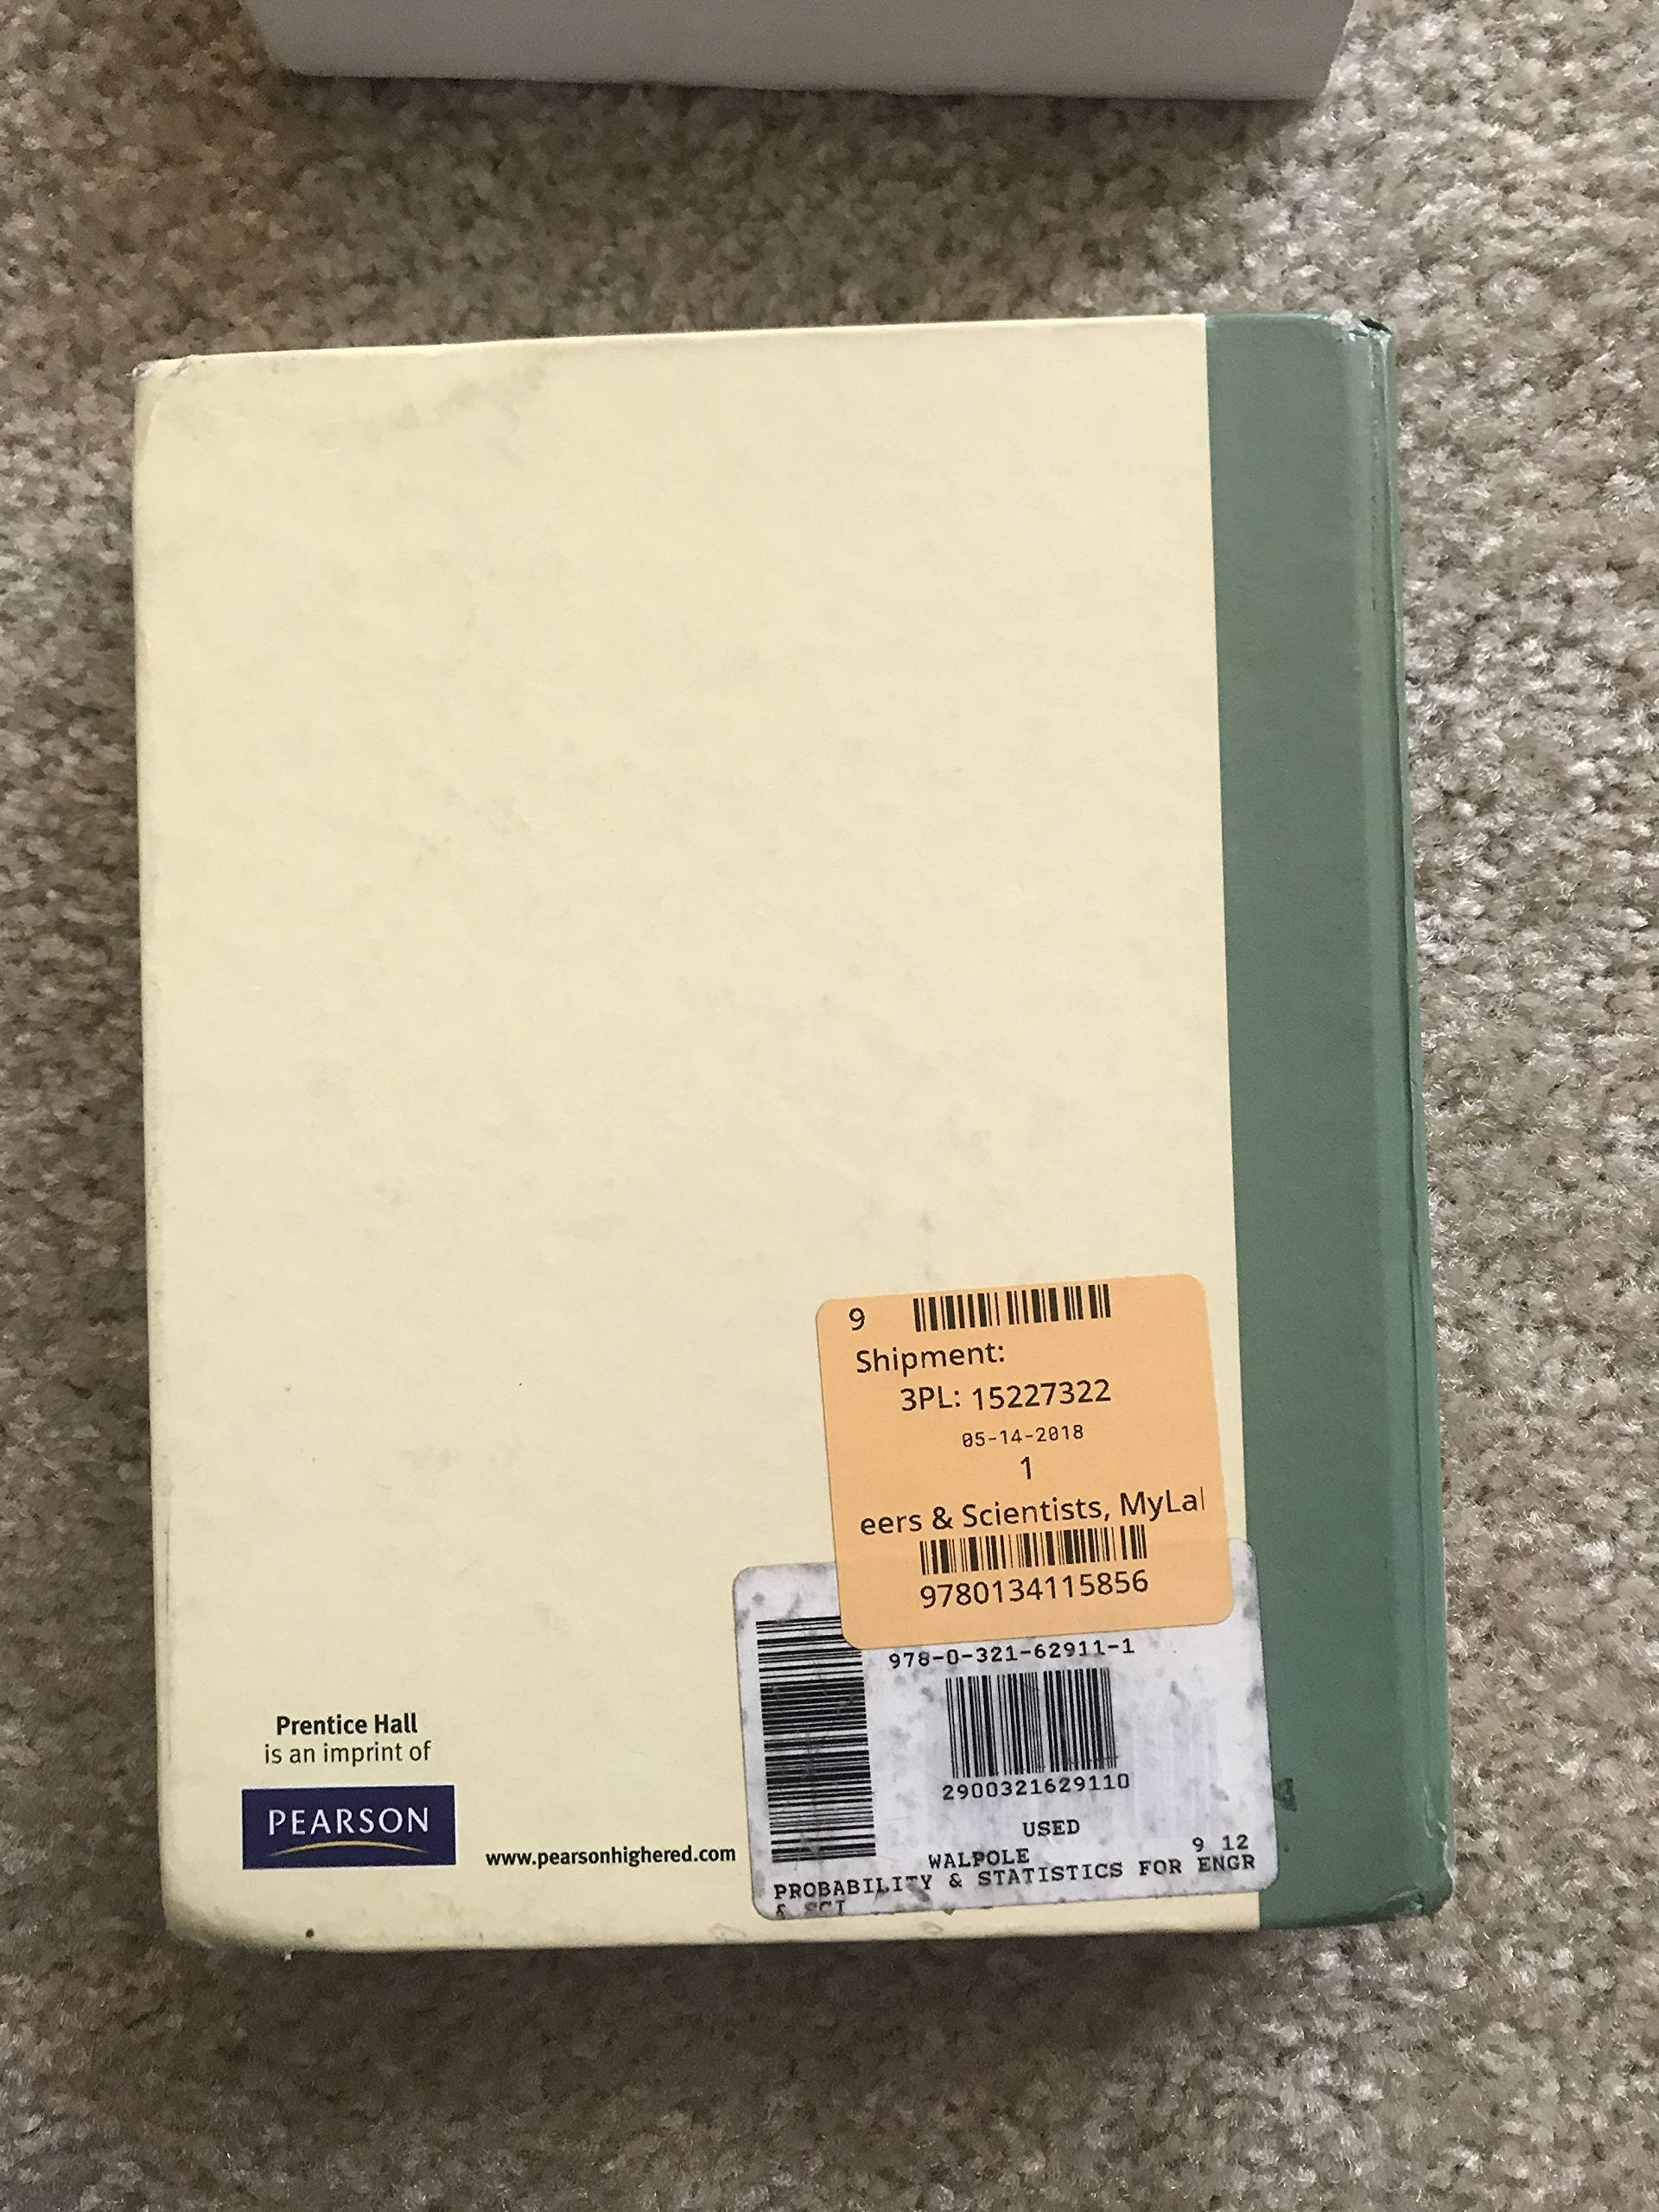 9
Shipment:
3PL: 15227322
05-14-2018
1
eers & Scientists, MyLal
9780134115856
978-0-321-62911-1
2900321629110
USED
WALPOLE 9 12
PROBABILITY & STATISTICS FOR ENGR
& SCI
Prentice Hall
is an imprint of
PEARSON
www.pearsonhighered.com